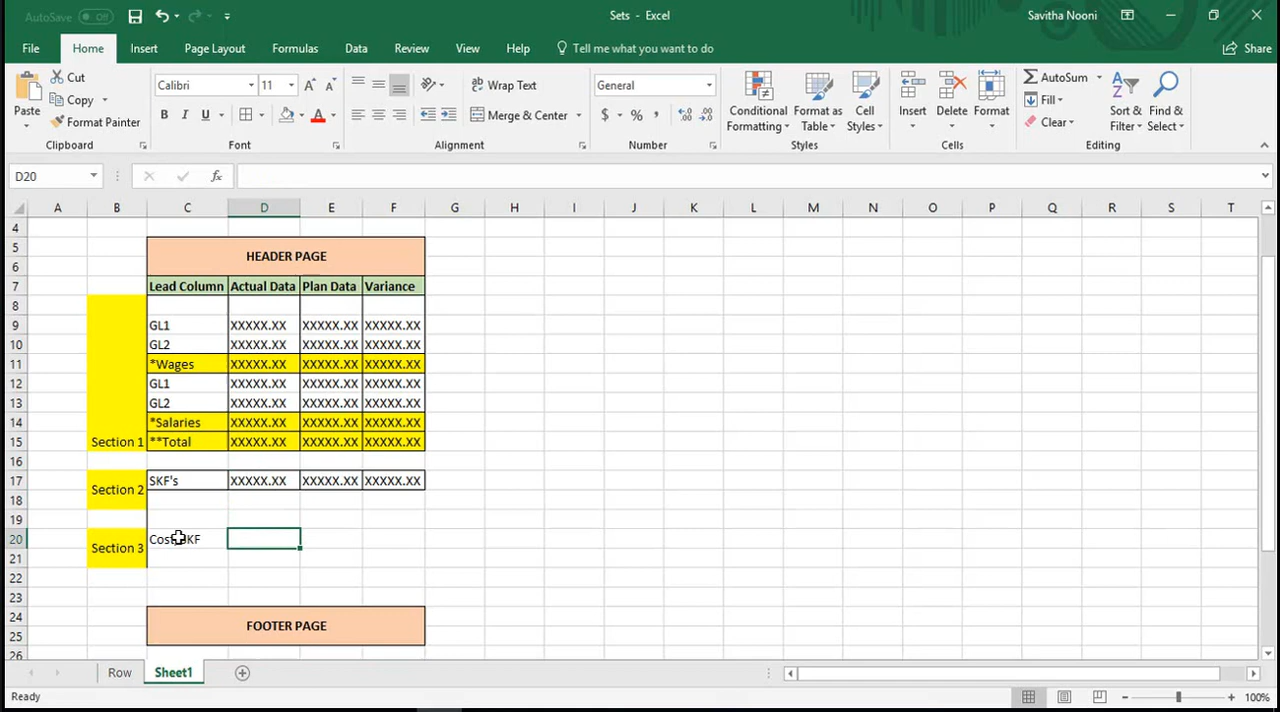 AutoSave Off Sets - Excel Savitha Nooni
File Home Insert Page Layout Formulas Data Review View Help Tell me what you want to do Share
Paste Cut Copy Format Painter Clipboard
Calibri 11 B I U A Font
Wrap Text Merge & Center Alignment
General $ % , Number
Conditional Formatting Format as Table Cell Styles Styles
Insert Delete Format Cells
AutoSum Fill Clear Sort & Filter Find & Select Editing
D20 fx
A B C D E F G H I J K L M N O P Q R S T
4
5 HEADER PAGE
6
7 Lead Column Actual Data Plan Data Variance
8
9 GL1 XXXXX.XX XXXXX.XX XXXXX.XX
10 GL2 XXXXX.XX XXXXX.XX XXXXX.XX
11 *Wages XXXXX.XX XXXXX.XX XXXXX.XX
12 GL1 XXXXX.XX XXXXX.XX XXXXX.XX
13 GL2 XXXXX.XX XXXXX.XX XXXXX.XX
14 *Salaries XXXXX.XX XXXXX.XX XXXXX.XX
15 Section 1 **Total XXXXX.XX XXXXX.XX XXXXX.XX
16
17 SKF's XXXXX.XX XXXXX.XX XXXXX.XX
Section 2
18
19
20 SKF
Section 3
21
22
23
24 FOOTER PAGE
25
26
Row Sheet1
Ready 100%